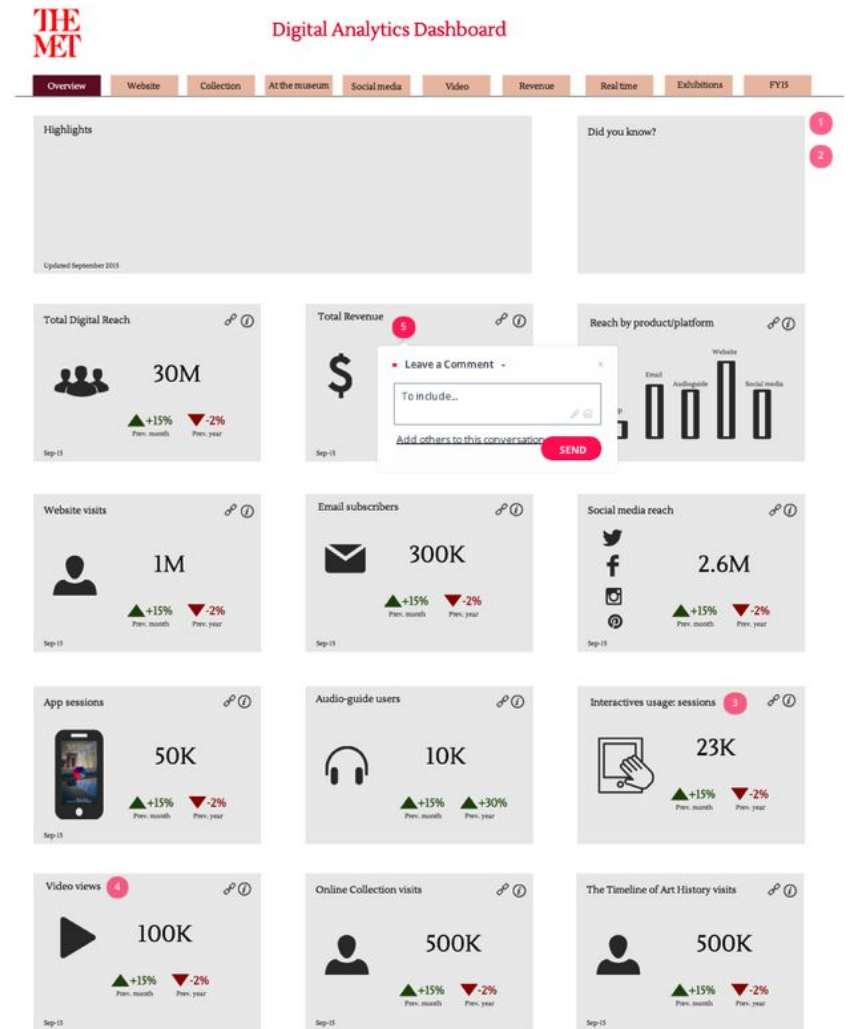 THE
MET
Digital Analytics Dashboard
Overview Website Collection At the museum Social media Video Revenue Real time Exhibitions FY15
Highlights
Updated September 2015
Did you know?
1
2
Total Digital Reach
30M
+15% -2%
Prev. month Prev. year
Sep-15
Total Revenue
5
$
Sep-15
Leave a Comment
×
To include...
Add others to this conversation
SEND
Reach by product/platform
Email
Audioguide
Website
Social media
Website visits
1M
+15% -2%
Prev. month Prev. year
Sep-15
Email subscribers
300K
+15% -2%
Prev. month Prev. year
Sep-15
Social media reach
2.6M
+15% -2%
Prev. month Prev. year
Sep-15
App sessions
50K
+15% -2%
Prev. month Prev. year
Sep-15
Audio-guide users
10K
+15% +30%
Prev. month Prev. year
Interactives usage: sessions
3
23K
+15% -2%
Prev. month Prev. year
Video views
4
100K
+15% -2%
Prev. month Prev. year
Sep-15
Online Collection visits
500K
+15% -2%
Prev. month Prev. year
Sep-15
The Timeline of Art History visits
500K
+15% -2%
Prev. month Prev. year
Sep-15